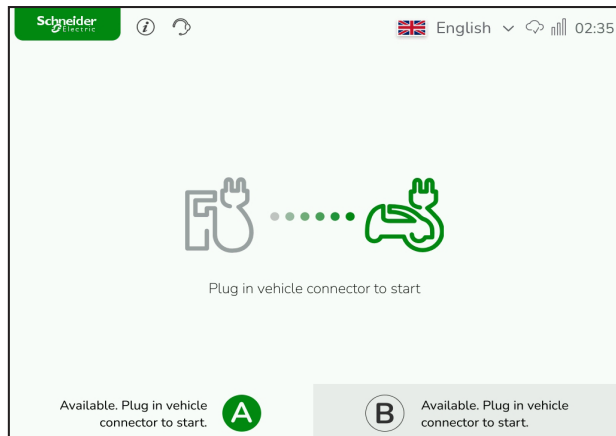 Schneider
Electric
English
02:35
Plug in vehicle connector to start
Available. Plug in vehicle
connector to start.
A
B
Available. Plug in vehicle
connector to start.